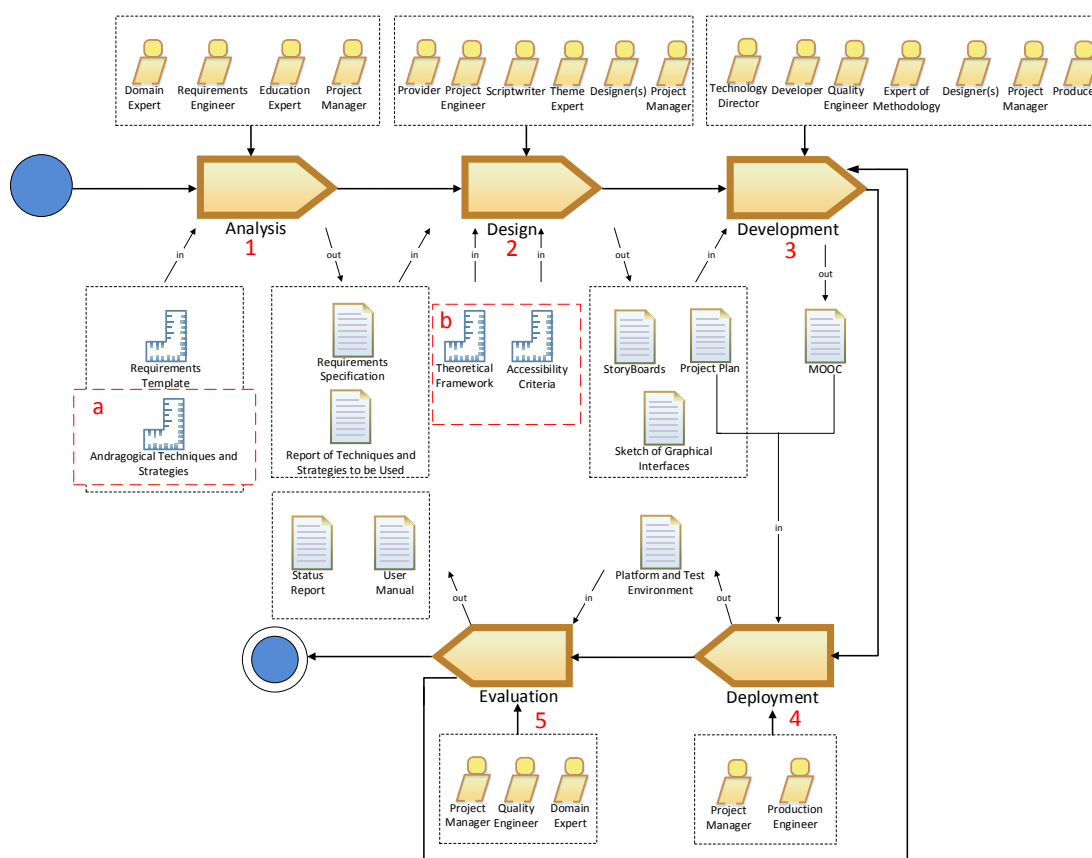 Domain
Expert
Requirements
Engineer
Education
Expert
Project
Manager
Provider
Project
Engineer
Scriptwriter
Theme
Expert
Designer(s)
Project
Manager
Technology
Director
Developer
Quality
Engineer
Expert of
Methodology
Designer(s)
Project
Manager
Produce
Analysis
1
Design
2
Development
3
in
out
in
in
in
out
in
out
Requirements
Template
a
Andragogical Techniques and
Strategies
Requirements
Specification
Report of Techniques and
Strategies to be Used
b
Theoretical
Framework
Accessibility
Criteria
StoryBoards
Project Plan
Sketch of Graphical
Interfaces
MOOC
in
Status
Report
User
Manual
out
Platform and Test
Environment
in
out
Evaluation
5
Deployment
4
Project
Manager
Quality
Engineer
Domain
Expert
Project
Manager
Production
Engineer